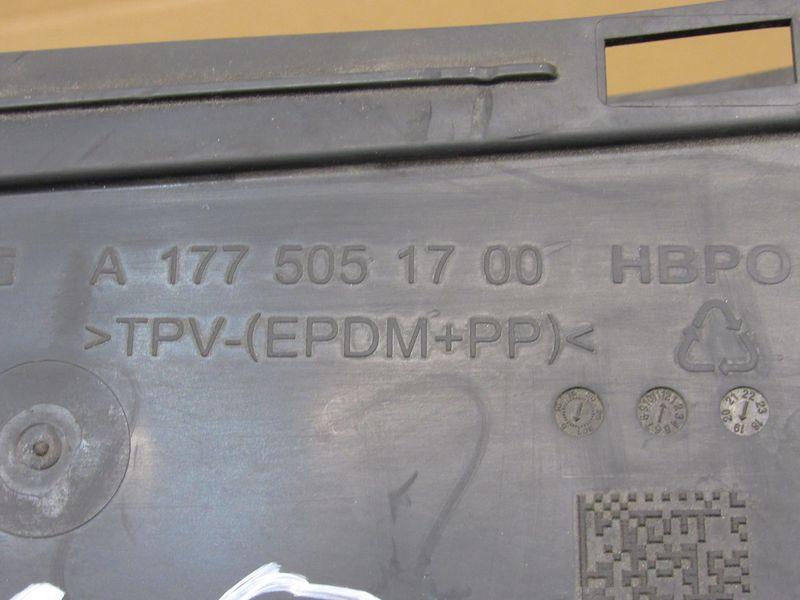 A 177 505 17 00 HBPO
>TPV-(EPDM+PP)<